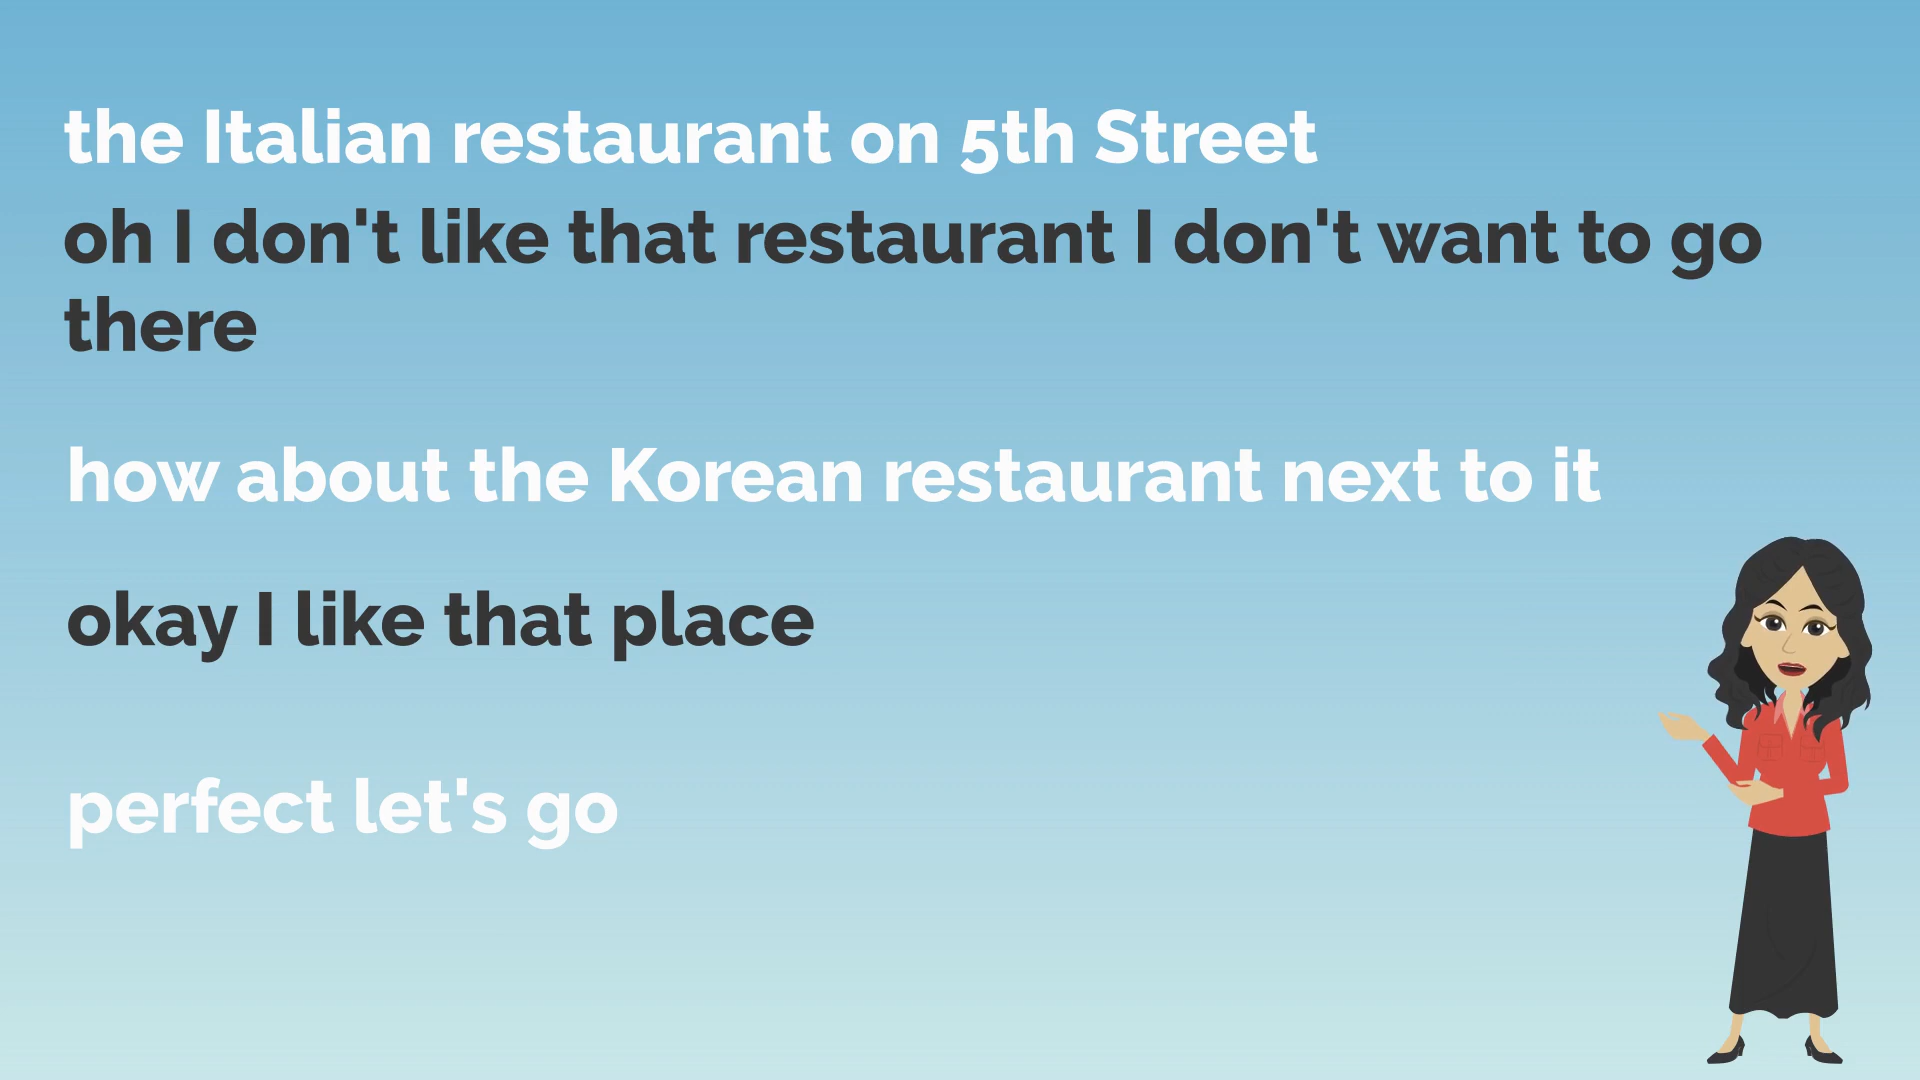 the Italian restaurant on 5th Street
oh I don't like that restaurant I don't want to go
there
how about the Korean restaurant next to it
okay I like that place
perfect let's go